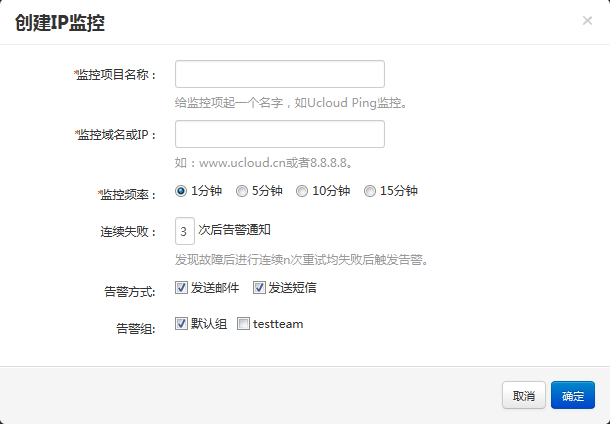 创建IP监控
×
*监控项目名称：
给监控项起一个名字，如Ucloud Ping监控。
*监控域名或IP：
如：www.ucloud.cn或者8.8.8.8。
*监控频率： 1分钟 5分钟 10分钟 15分钟
连续失败： 3 次后告警通知
发现故障后进行连续n次重试均失败后触发告警。
告警方式: 发送邮件 发送短信
告警组: 默认组 testteam
取消 确定